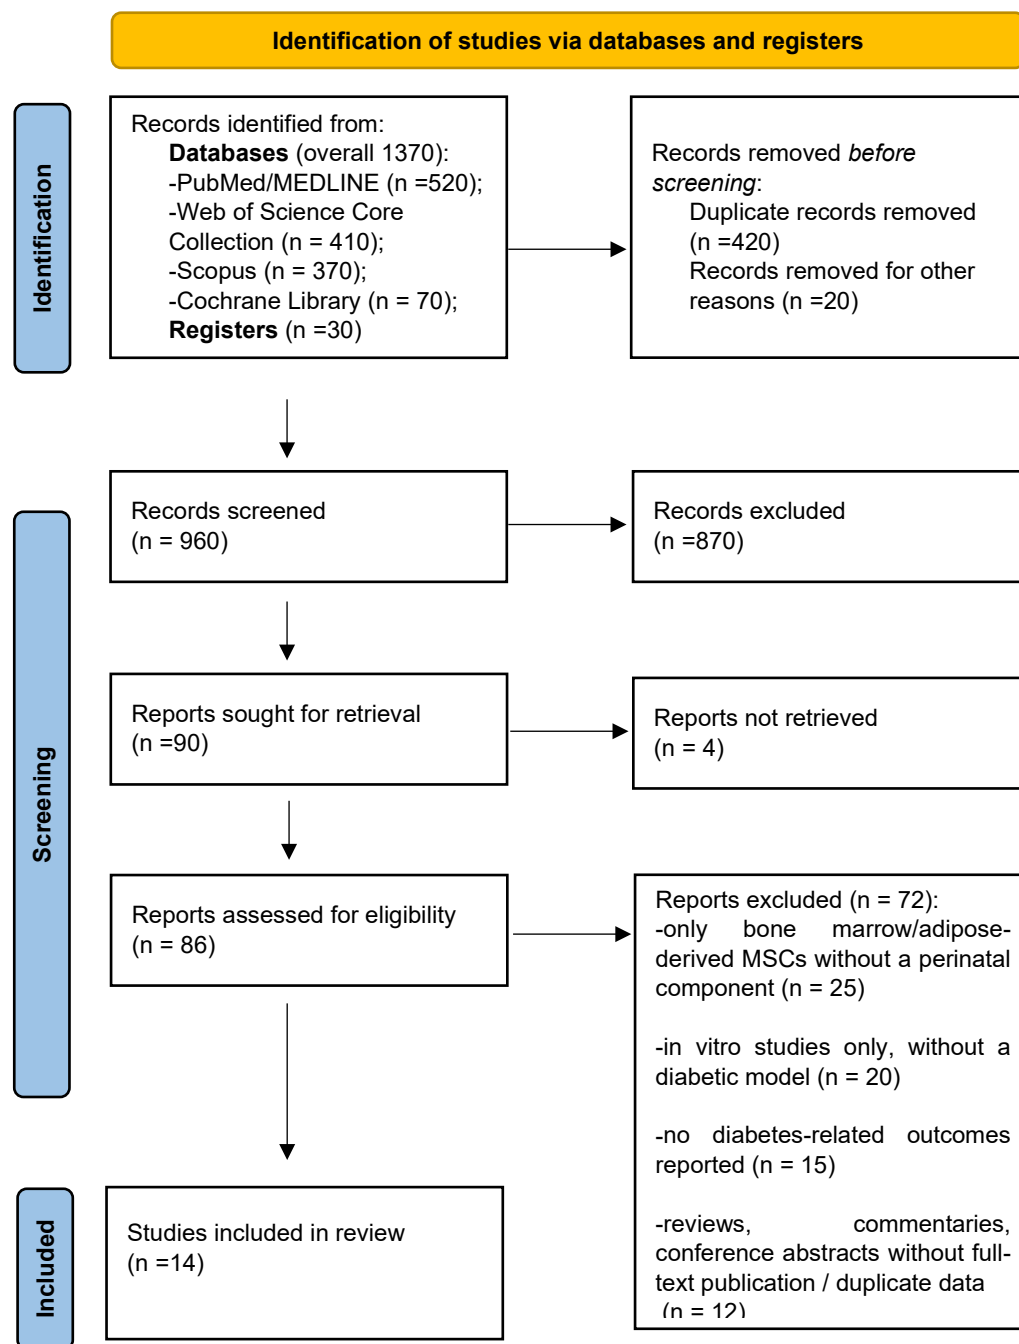 Identification of studies via databases and registers
Identification
Records identified from:
Databases (overall 1370):
-PubMed/MEDLINE (n =520);
-Web of Science Core
Collection (n = 410);
-Scopus (n = 370);
-Cochrane Library (n = 70);
Registers (n =30)
Records removed before
screening:
Duplicate records removed
(n =420)
Records removed for other
reasons (n =20)
Screening
Records screened
(n = 960)
Records excluded
(n =870)
Reports sought for retrieval
(n =90)
Reports not retrieved
(n = 4)
Reports assessed for eligibility
(n = 86)
Reports excluded (n = 72):
-only bone marrow/adipose-
derived MSCs without a perinatal
component (n = 25)
-in vitro studies only, without a
diabetic model (n = 20)
-no diabetes-related outcomes
reported (n = 15)
-reviews, commentaries,
conference abstracts without full-
text publication / duplicate data
(n = 12)
Included
Studies included in review
(n =14)